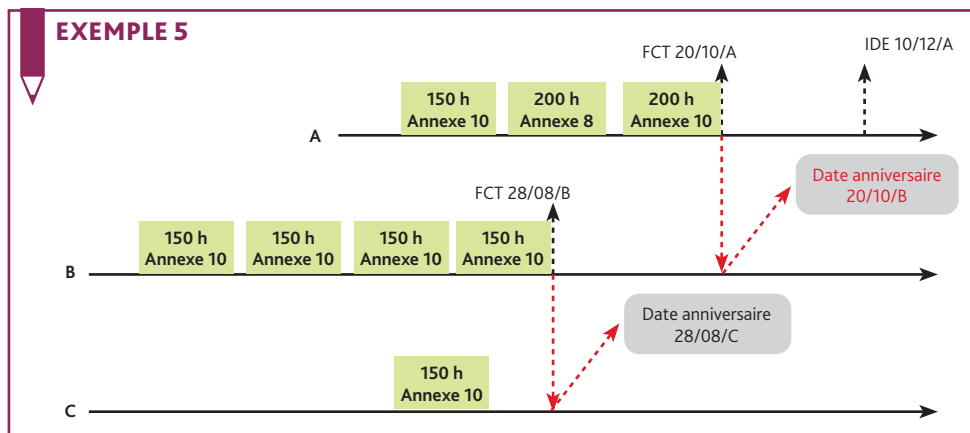 EXEMPLE 5
FCT 20/10/A
IDE 10/12/A
150 h
Annexe 10
200 h
Annexe 8
200 h
Annexe 10
A
Date anniversaire
20/10/B
FCT 28/08/B
150 h
Annexe 10
150 h
Annexe 10
150 h
Annexe 10
150 h
Annexe 10
B
Date anniversaire
28/08/C
150 h
Annexe 10
C